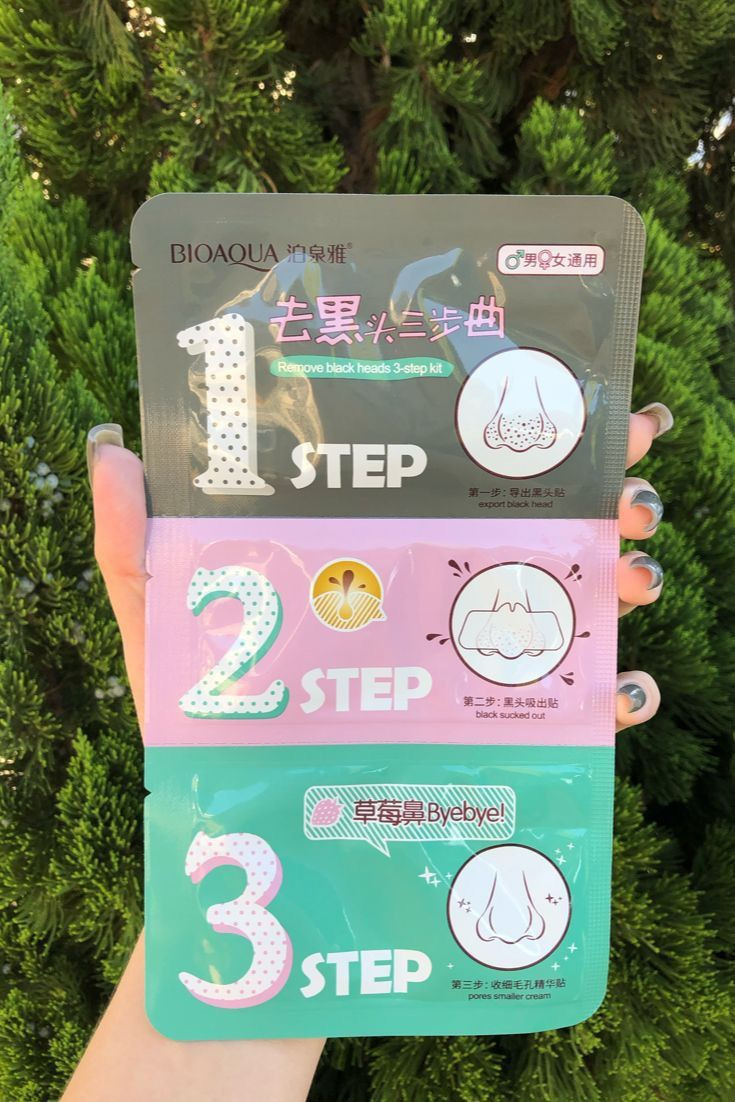 BIOAQUA 泊泉雅®
♂男♀女通用
去黑头三步曲
Remove black heads 3-step kit
1 STEP
第一步:导出黑头贴
export black head
2 STEP
第二步:黑头吸出贴
black sucked out
草莓鼻Byebye!
3 STEP
第三步:收细毛孔精华贴
pores smaller cream